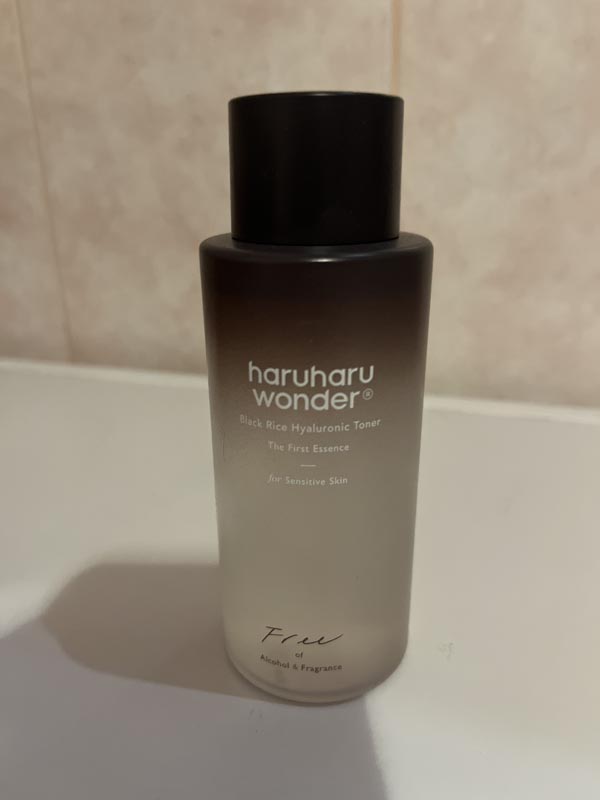 haruharu
wonder®
Black Rice Hyaluronic Toner
The First Essence
for Sensitive Skin
Free
of
Alcohol & Fragrance